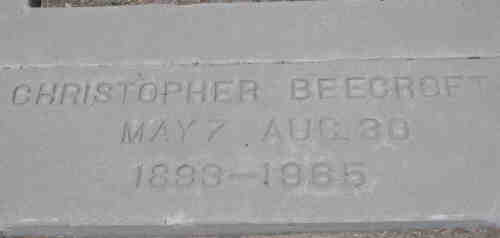 CHRISTOPHER BEECROFT
MAY 7 AUG. 30
1893-1965